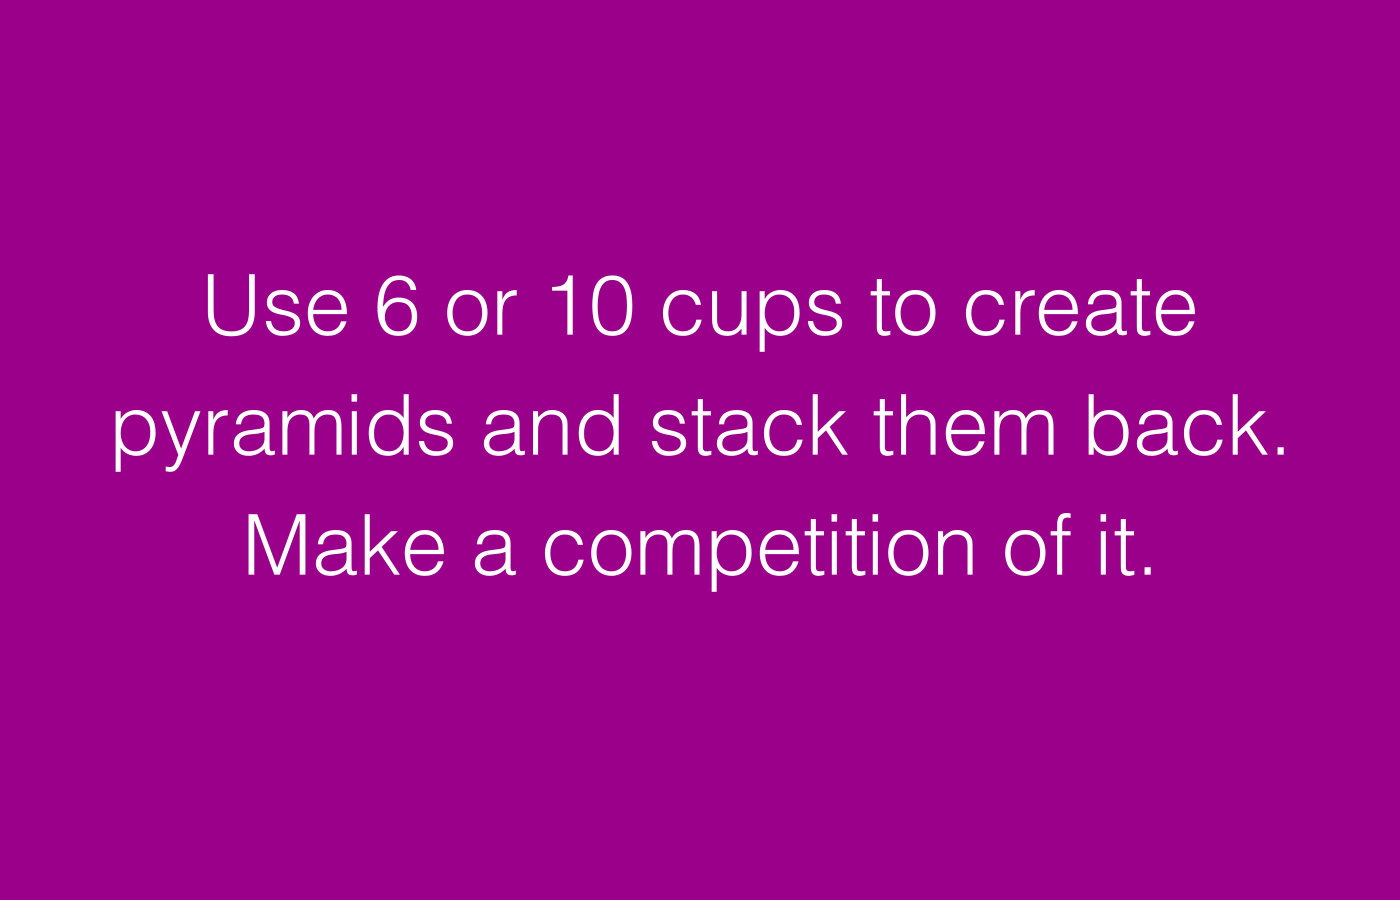 Use 6 or 10 cups to create
pyramids and stack them back.
Make a competition of it.